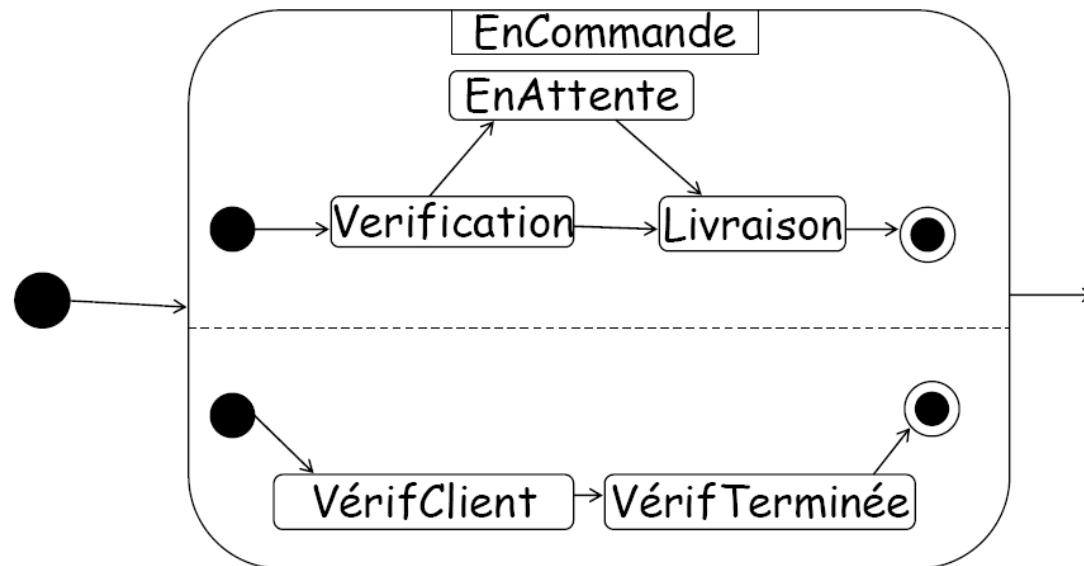 EnCommande
EnAttente
Verification
Livraison
VérifClient
VérifTerminée